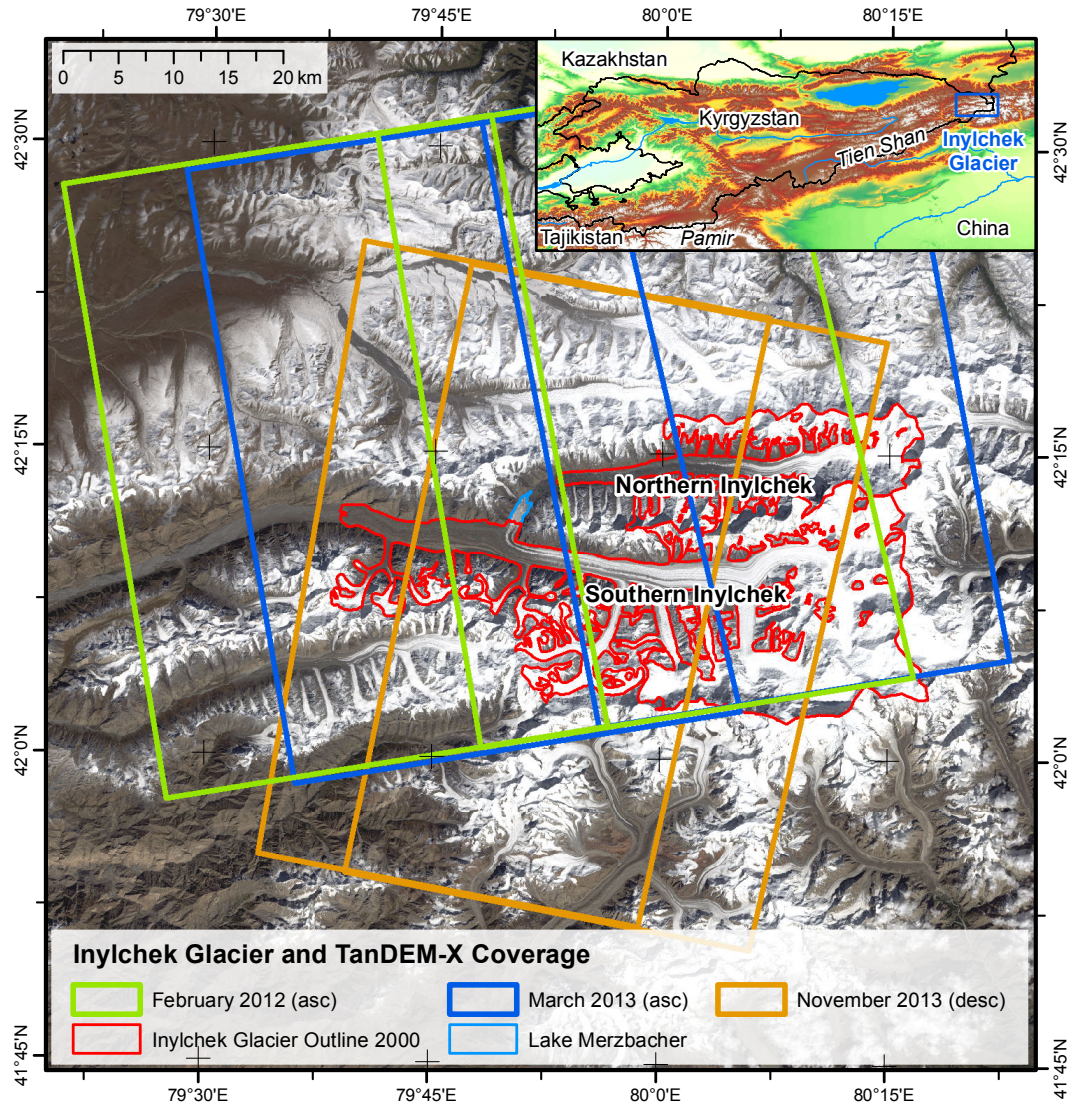 79°30'E 79°45'E 80°0'E 80°15'E
0 5 10 15 20 km
Kazakhstan
Kyrgyzstan
Tien Shan
Inylchek
Glacier
Tajikistan
Pamir
China
42°30'N
42°30'N
42°15'N
42°15'N
Northern Inylchek
Southern Inylchek
42°0'N
42°0'N
Inylchek Glacier and TanDEM-X Coverage
February 2012 (asc) March 2013 (asc) November 2013 (desc)
Inylchek Glacier Outline 2000 Lake Merzbacher
41°45'N
41°45'N
79°30'E 79°45'E 80°0'E 80°15'E